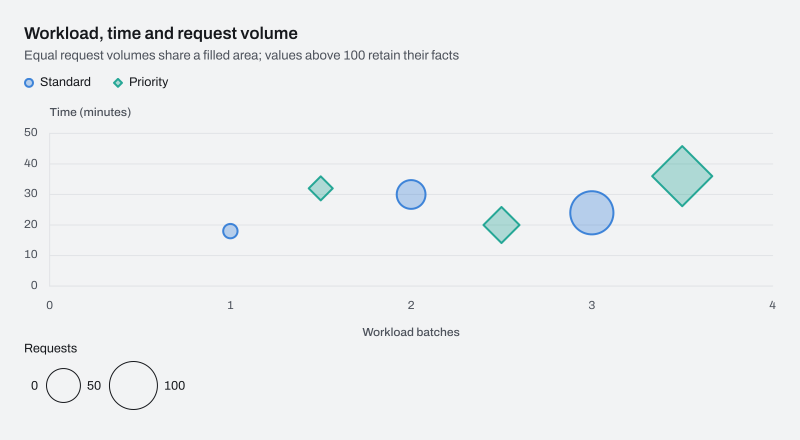 Workload, time and request volume
Equal request volumes share a filled area; values above 100 retain their facts
Standard Priority
Time (minutes)
50
40
30
20
10
0
0 1 2 3 4
Workload batches
Requests
0 50 100